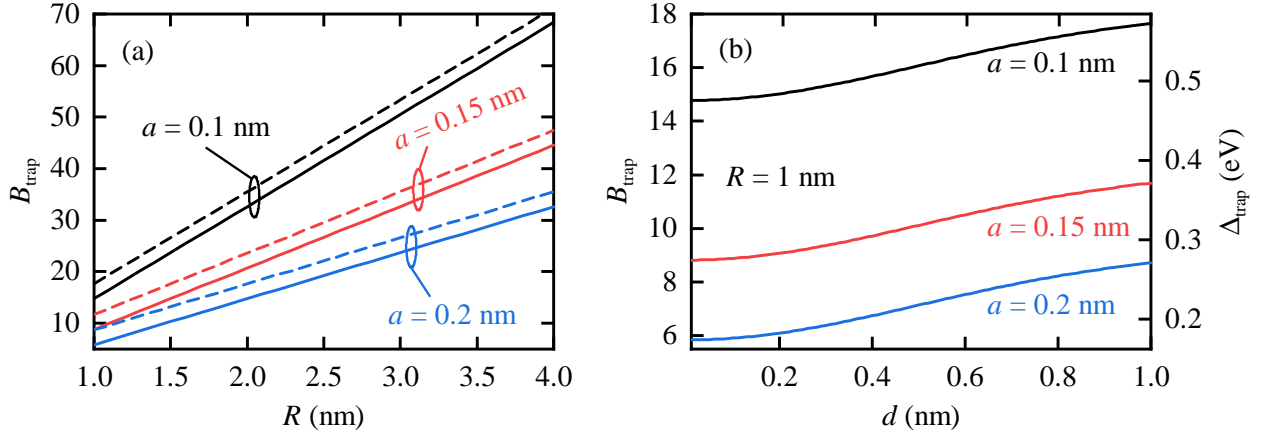 (a)
70
60
50
40
30
20
10
B_trap
a = 0.1 nm
a = 0.15 nm
a = 0.2 nm
1.0 1.5 2.0 2.5 3.0 3.5 4.0
R (nm)
(b)
18
16
14
12
10
8
6
B_trap
a = 0.1 nm
R = 1 nm
a = 0.15 nm
a = 0.2 nm
0.2 0.4 0.6 0.8 1.0
d (nm)
0.5
0.4
0.3
0.2
Δ_trap (eV)